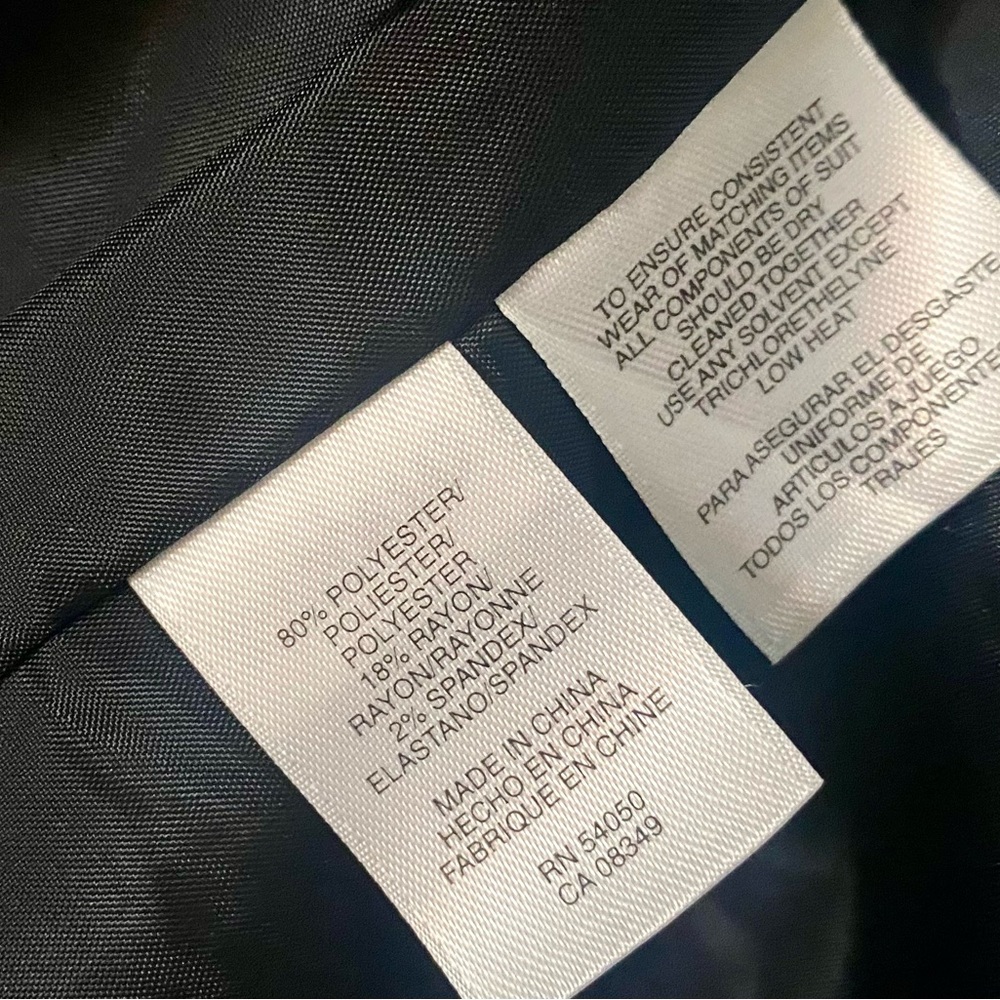 80% POLYESTER/
POLIESTER/
POLYESTER
18% RAYON/
RAYON/RAYONNE
2% SPANDEX/
ELASTANO/SPANDEX
MADE IN CHINA
HECHO EN CHINA
FABRIQUE EN CHINE
RN 54050
CA 08349
TO ENSURE CONSISTENT
WEAR OF MATCHING ITEMS
ALL COMPONENTS OF SUIT
SHOULD BE DRY
CLEANED TOGETHER
USE ANY SOLVENT EXCEPT
TRICHLORETHELYNE
LOW HEAT
PARA ASEGURAR EL DESGASTE
UNIFORME DE
ARTICULOS A JUEGO
TODOS LOS COMPONENTE
TRAJES